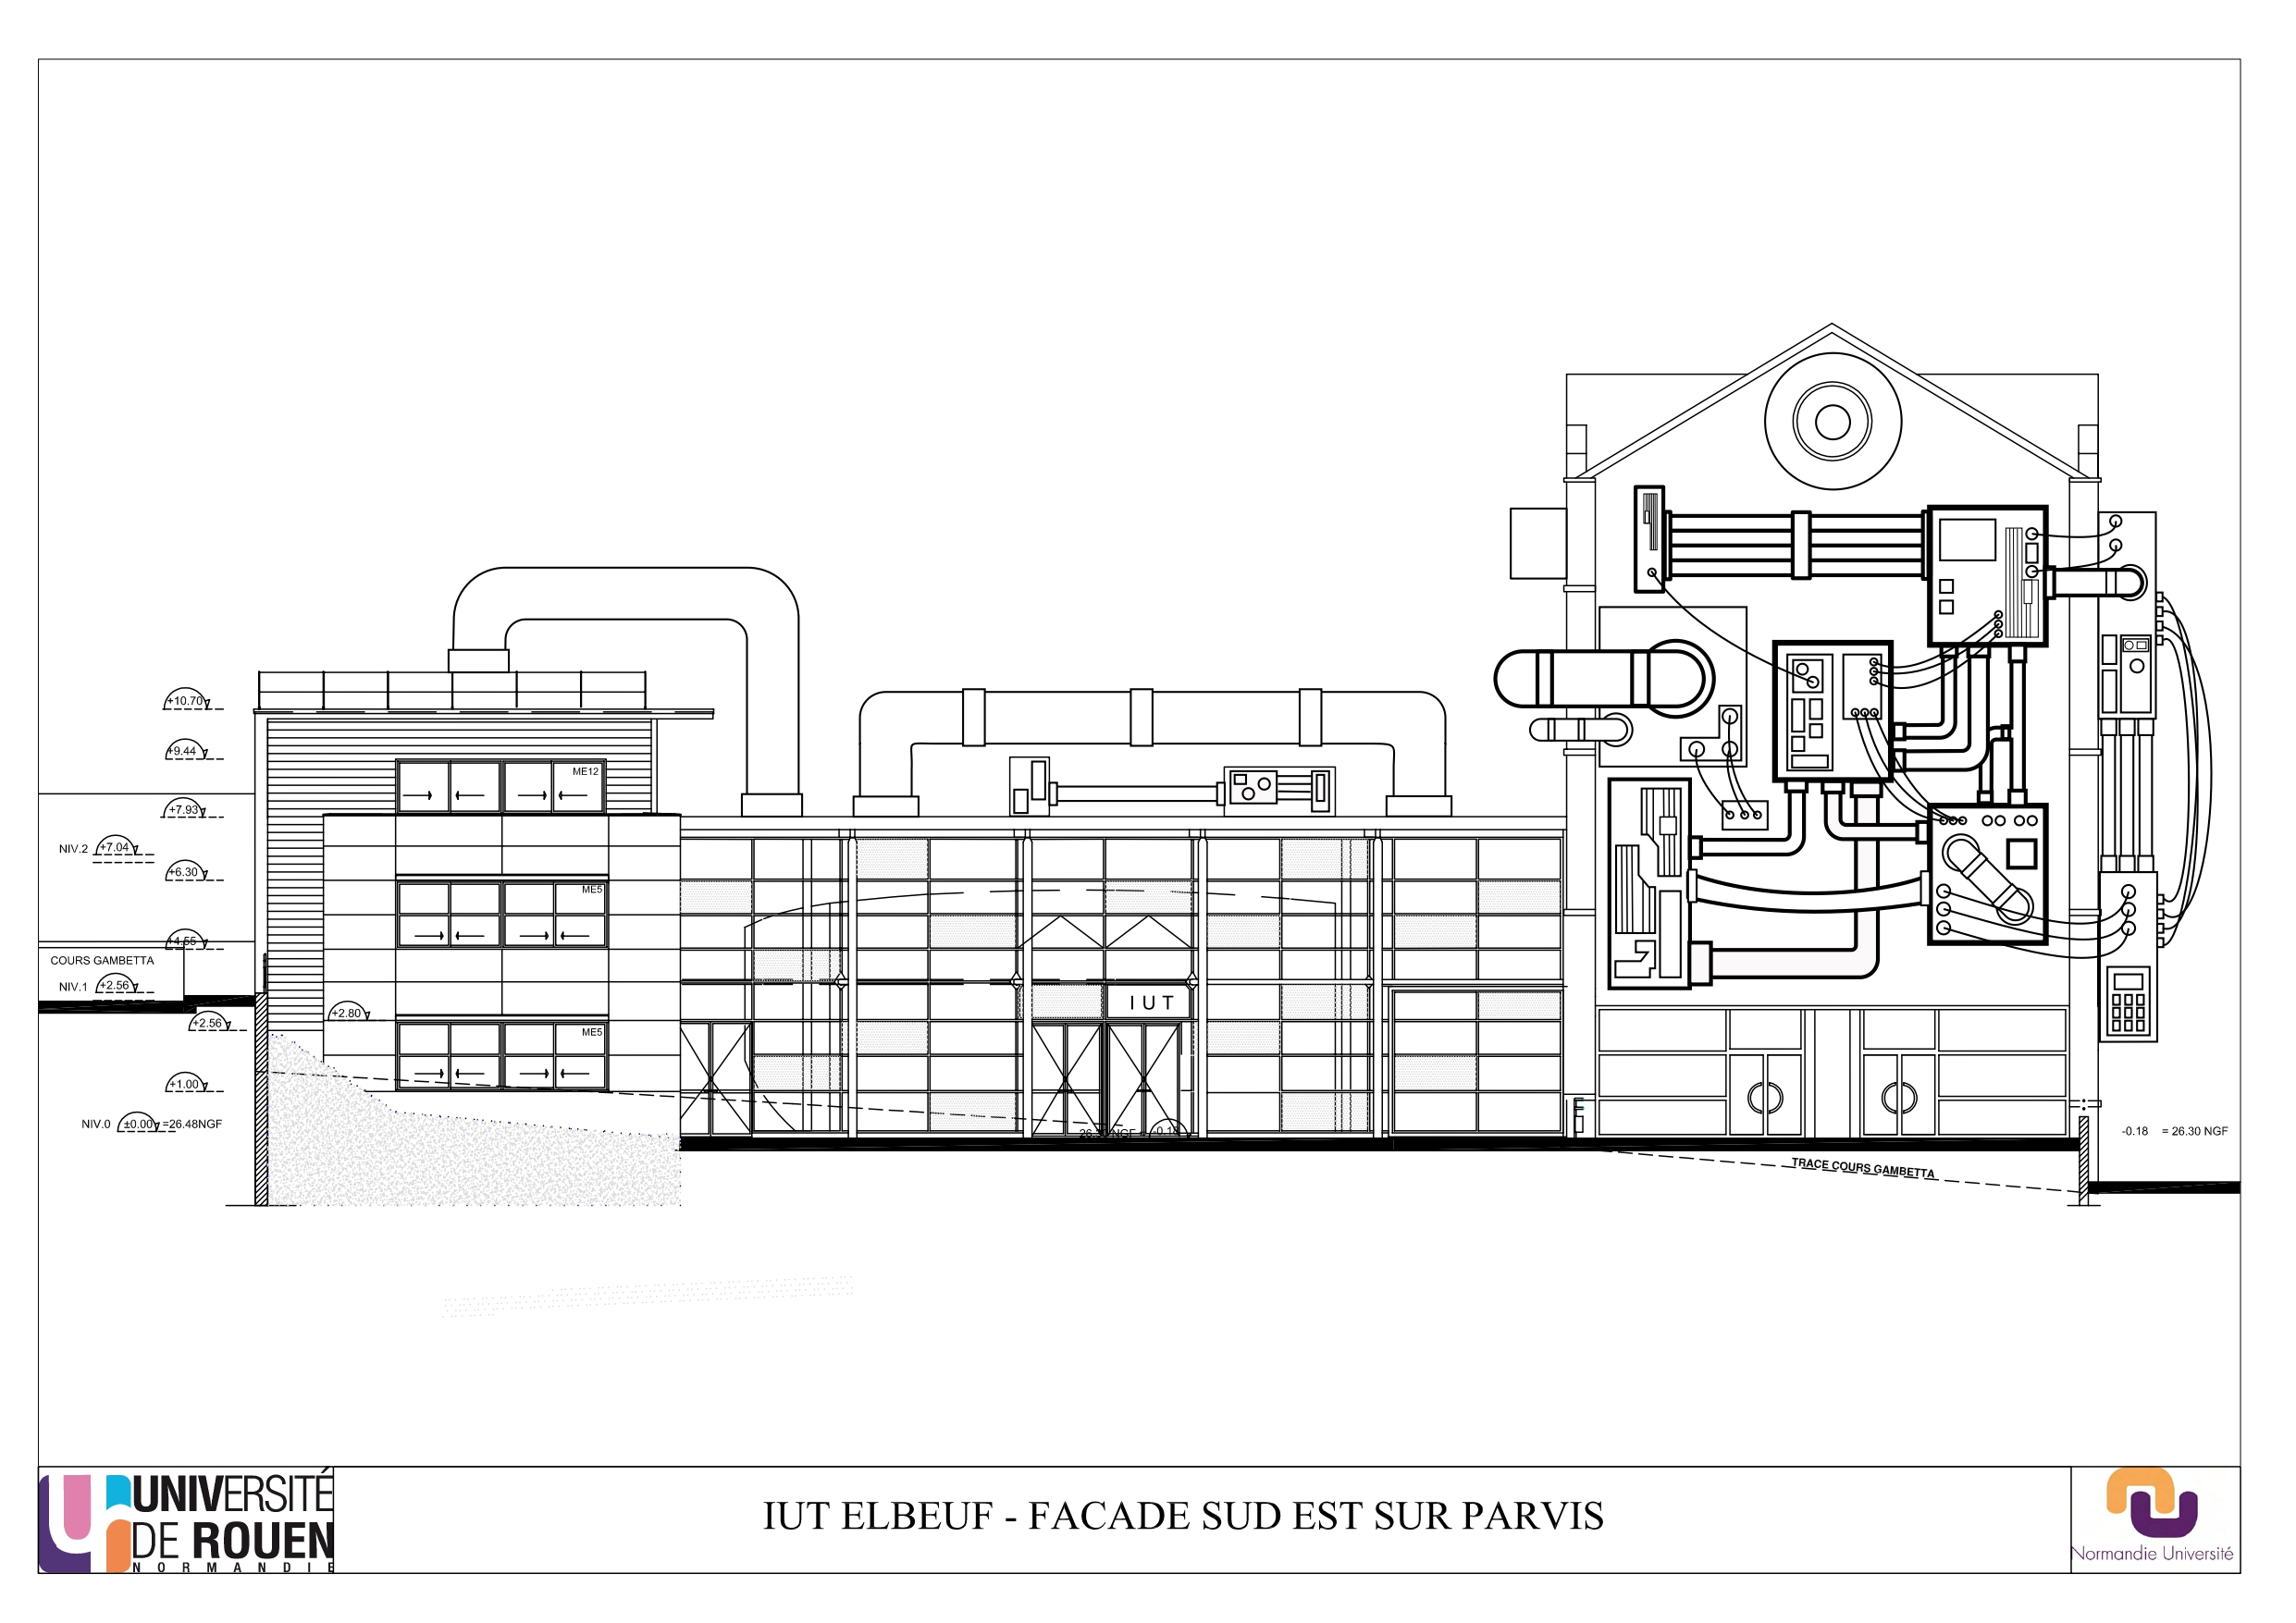 +10.70
+9.44
ME12
+7.93
NIV.2 +7.04
+6.30
ME5
+4.55
COURS GAMBETTA
NIV.1 +2.56
IUT
+2.80
+2.56
ME5
+1.00
NIV.0 ±0.00 =26.48NGF
26.30 NGF = -0.18
-0.18 = 26.30 NGF
TRACE COURS GAMBETTA
UNIVERSITÉ
DE ROUEN
NORMANDIE
IUT ELBEUF - FACADE SUD EST SUR PARVIS
Normandie Université